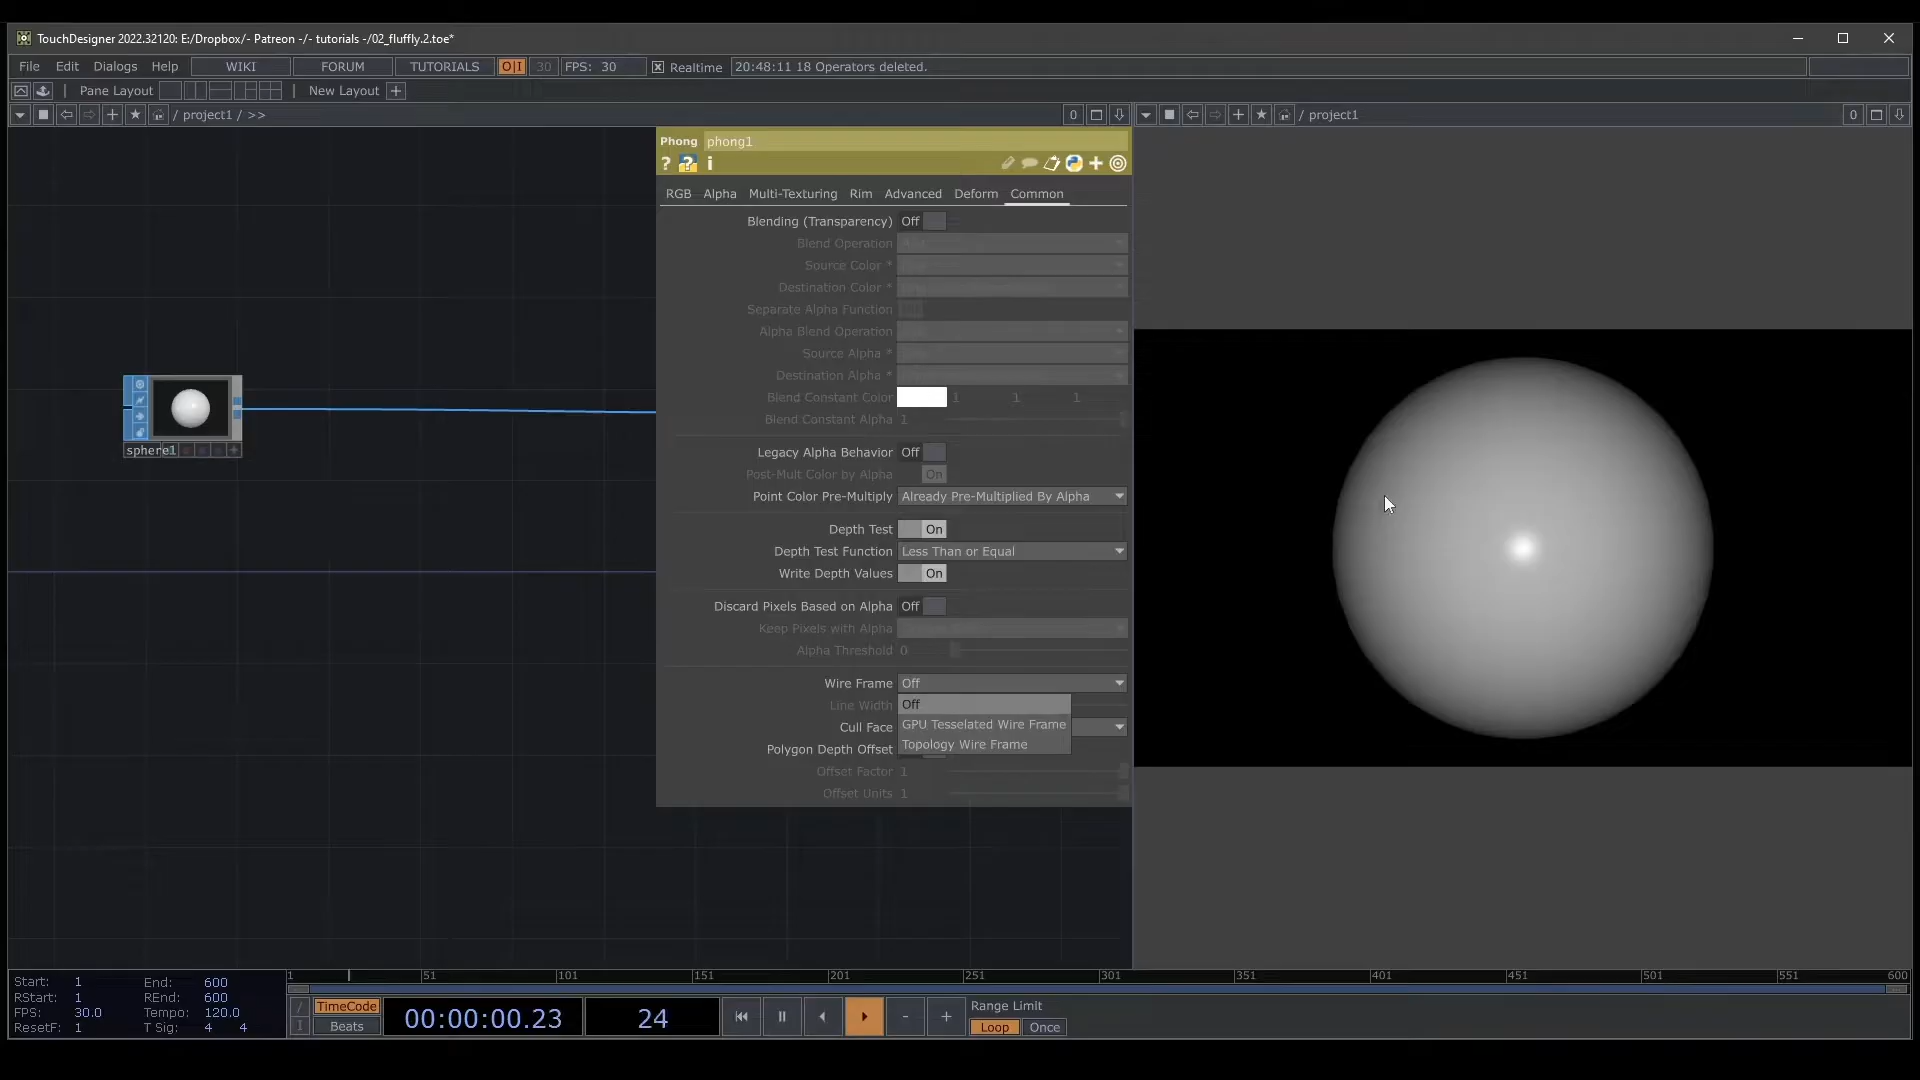 TouchDesigner 2022.32120: E:/Dropbox/- Patreon -/- tutorials -/02_fluffly.2.toe*
File Edit Dialogs Help WIKI FORUM TUTORIALS O|I 30 FPS: 30 Realtime 20:48:11 18 Operators deleted.
Pane Layout New Layout +
/ project1 / >> 0
/ project1 0
Phong phong1
? ? i
RGB Alpha Multi-Texturing Rim Advanced Deform Common
Blending (Transparency) Off
Blend Operation
Source Color *
Destination Color *
Separate Alpha Function
Alpha Blend Operation
Source Alpha *
Destination Alpha *
Blend Constant Color 1 1 1
Blend Constant Alpha 1
Legacy Alpha Behavior Off
Post-Mult Color by Alpha On
Point Color Pre-Multiply Already Pre-Multiplied By Alpha
Depth Test On
Depth Test Function Less Than or Equal
Write Depth Values On
Discard Pixels Based on Alpha Off
Keep Pixels with Alpha
Alpha Threshold 0
Wire Frame Off
Line Width Off
GPU Tesselated Wire Frame
Cull Face
Topology Wire Frame
Polygon Depth Offset
Offset Factor 1
Offset Units 1
sphere1
1 51 101 151 201 251 301 351 401 451 501 551 600
Start: 1 End: 600
RStart: 1 REnd: 600
FPS: 30.0 Tempo: 120.0
ResetF: 1 T Sig: 4 4
TimeCode
Beats
00:00:00.23
24
- +
Range Limit
Loop Once